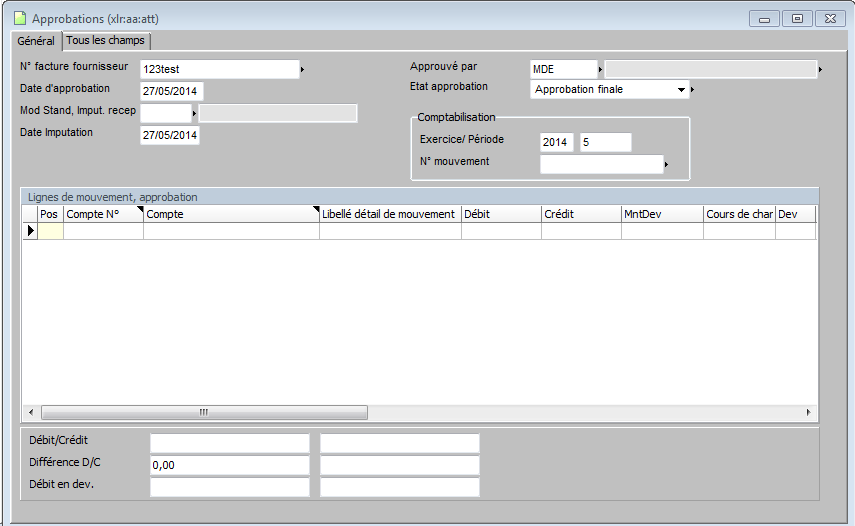 Approbations (xlr:aa:att)
Général Tous les champs
N° facture fournisseur 123test
Date d'approbation 27/05/2014
Mod Stand, Imput. recep
Date Imputation 27/05/2014
Approuvé par MDE
Etat approbation Approbation finale
Comptabilisation
Exercice/ Période 2014 5
N° mouvement
Lignes de mouvement, approbation
Pos Compte N° Compte Libellé détail de mouvement Débit Crédit MntDev Cours de char Dev
Débit/Crédit
Différence D/C 0,00
Débit en dev.